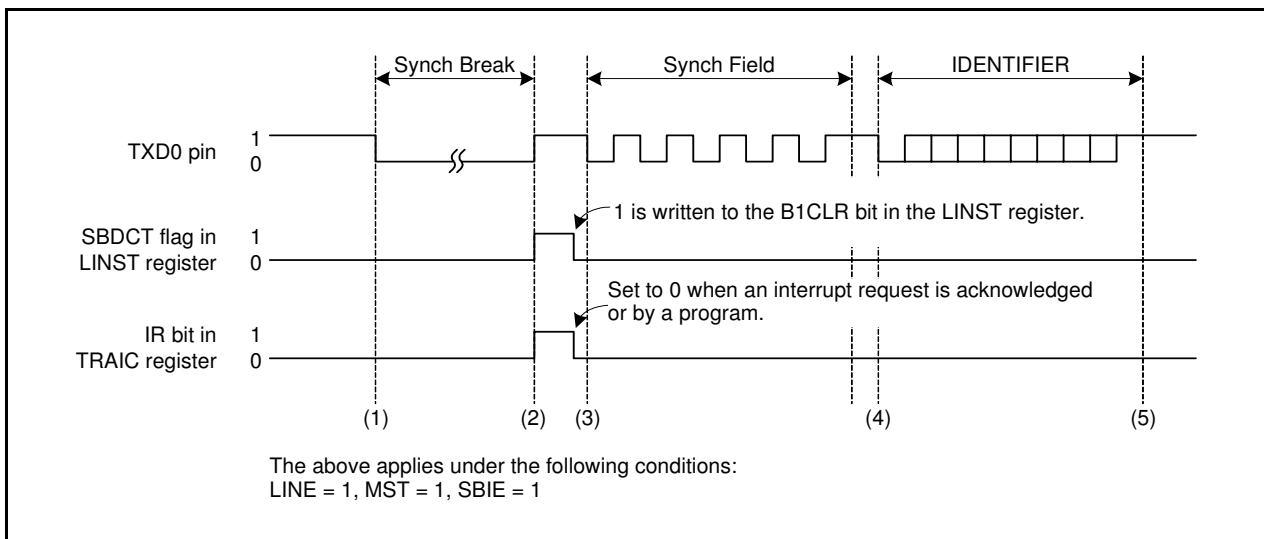 Synch Break Synch Field IDENTIFIER
TXD0 pin 1
0
1 is written to the B1CLR bit in the LINST register.
SBDCT flag in 1
LINST register 0
Set to 0 when an interrupt request is acknowledged
or by a program.
IR bit in 1
TRAIC register 0
(1) (2) (3) (4) (5)
The above applies under the following conditions:
LINE = 1, MST = 1, SBIE = 1